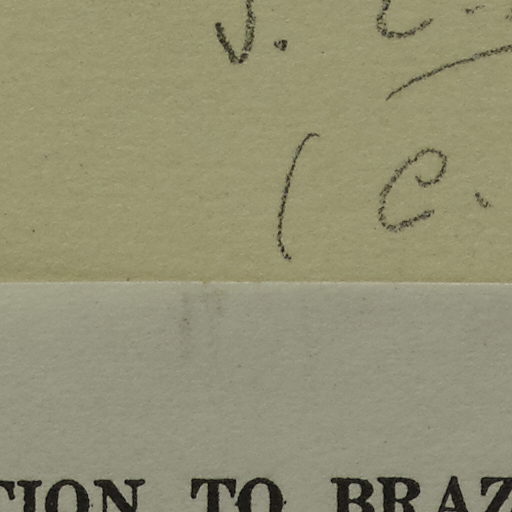 J. C.
( C.
TION TO BRAZ